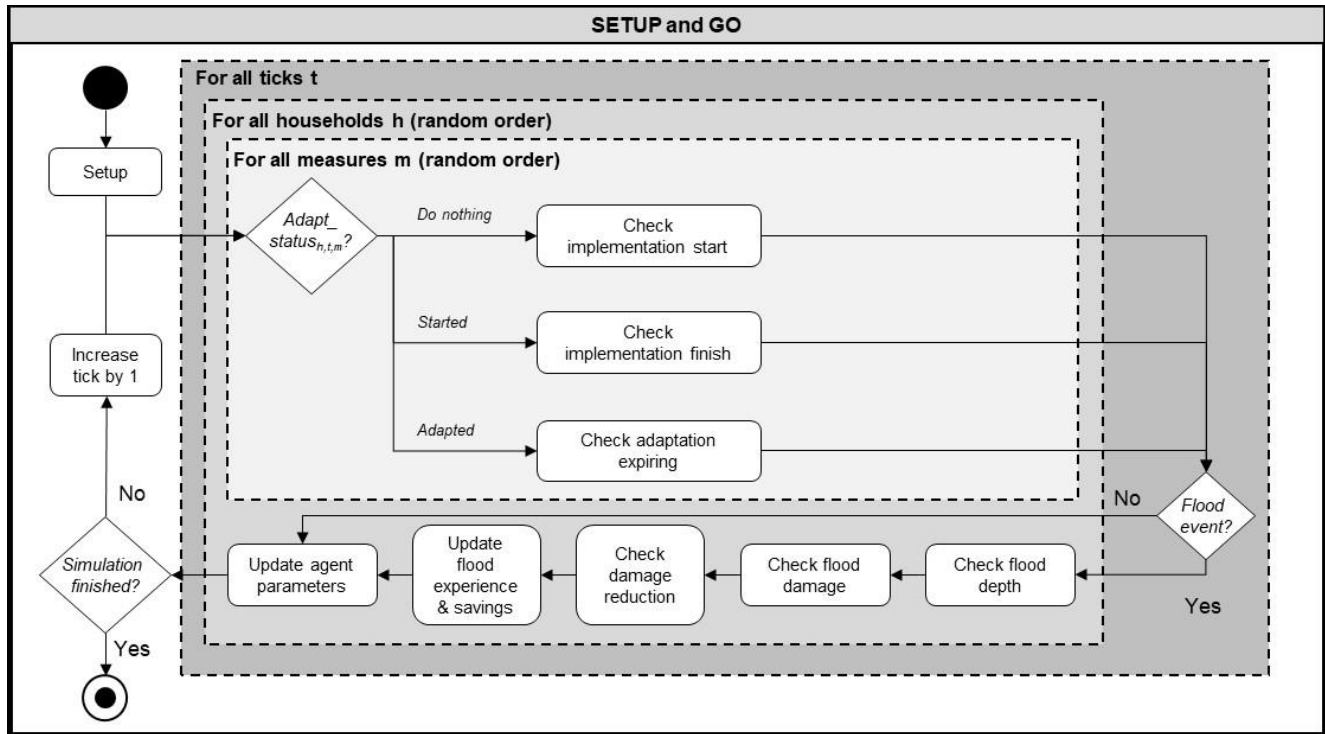 SETUP and GO
For all ticks t
For all households h (random order)
For all measures m (random order)
Setup
Adapt_
status h,t,m?
Do nothing
Check
implementation start
Started
Check
implementation finish
Increase
tick by 1
Adapted
Check adaptation
expiring
No
No
Flood
event?
Simulation
finished?
Update agent
parameters
Update
flood
experience
& savings
Check
damage
reduction
Check flood
damage
Check flood
depth
Yes
Yes